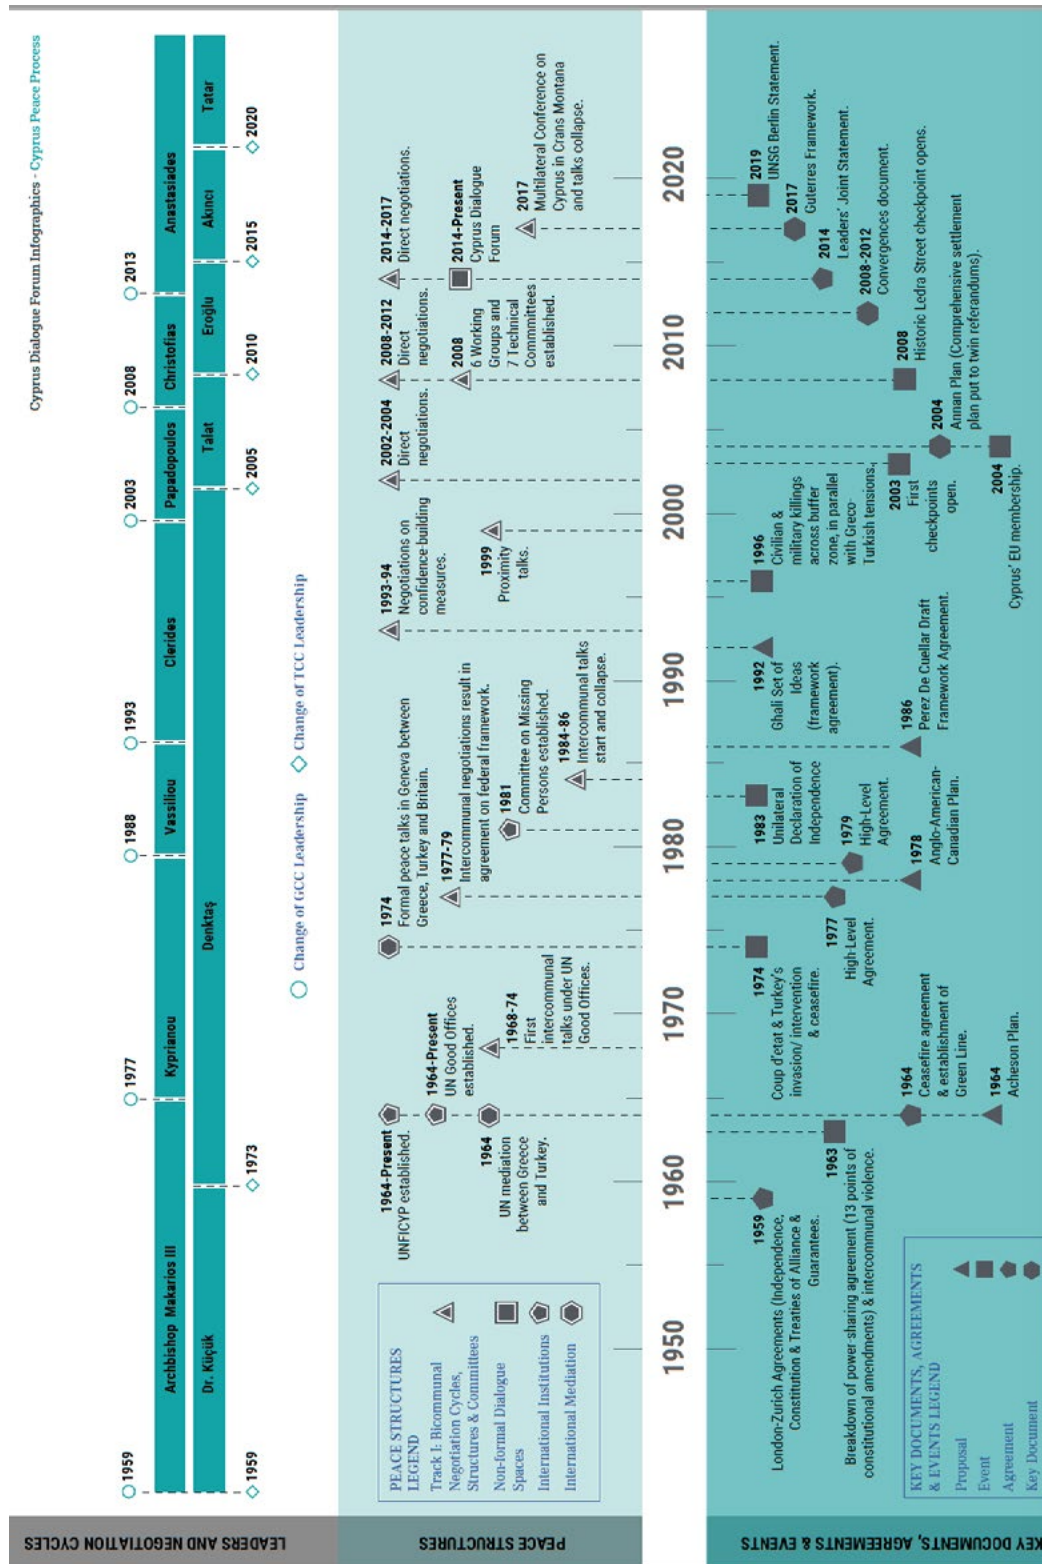 Cyprus Dialogue Forum Infographics - Cyprus Peace Process
LEADERS AND NEGOTIATION CYCLES
1959
1977
1988
1993
2003
2008
2013
Archbishop Makarios III
Kyprianou
Vassiliou
Clerides
Papadopoulos
Christofias
Anastasiades
Dr. Küçük
Denktaş
Talat
Eroğlu
Akıncı
Tatar
1959
1973
2005
2010
2015
2020
Change of GCC Leadership
Change of TCC Leadership
PEACE STRUCTURES
PEACE STRUCTURES
LEGEND
Track I: Bicommunal
Negotiation Cycles,
Structures & Committees
Non-formal Dialogue
Spaces
International Institutions
International Mediation
1964-Present
UNFICYP established.
1964-Present
UN Good Offices
established.
1964
UN mediation
between Greece
and Turkey.
1968-74
First
intercommunal
talks under UN
Good Offices.
1974
Formal peace talks in Geneva between
Greece, Turkey and Britain.
1977-79
Intercommunal negotiations result in
agreement on federal framework.
1981
Committee on Missing
Persons established.
1984-86
Intercommunal talks
start and collapse.
1993-94
Negotiations on
confidence-building
measures.
1999
Proximity
talks.
2002-2004
Direct
negotiations.
2008-2012
Direct
negotiations.
2008
6 Working
Groups and
7 Technical
Commmittees
established.
2014-2017
Direct negotiations.
2014-Present
Cyprus Dialogue
Forum
2017
Multilateral Conference on
Cyprus in Crans Montana
and talks collapse.
1950
1960
1970
1980
1990
2000
2010
2020
KEY DOCUMENTS, AGREEMENTS & EVENTS
1959
London-Zurich Agreements (Independence,
Constitution & Treaties of Alliance &
Guarantees.
1963
Breakdown of power-sharing agreement (13 points of
constitutional amendments) & intercommunal violence.
1964
Ceasefire agreement
& establishment of
Green Line.
1964
Acheson Plan.
1974
Coup d'etat & Turkey's
invasion/ intervention
& ceasefire.
1977
High-Level
Agreement.
1979
High-Level
Agreement.
1978
Anglo-American-
Canadian Plan.
1983
Unilateral
Declaration of
Independence
1986
Perez De Cuellar Draft
Framework Agreement.
1992
Ghali Set of
Ideas
(framework
agreement).
1996
Civilian &
military killings
across buffer
zone, in parallel
with Greco-
Turkish tensions.
2003
First
checkpoints
open.
2004
Annan Plan (Comprehensive settlement
plan put to twin referandums).
2004
Cyprus' EU membership.
2008
Historic Ledra Street checkpoint opens.
2008-2012
Convergences document.
2014
Leaders' Joint Statement.
2017
Guterres Framework.
2019
UNSG Berlin Statement.
KEY DOCUMENTS, AGREEMENTS
& EVENTS LEGEND
Proposal
Event
Agreement
Key Document